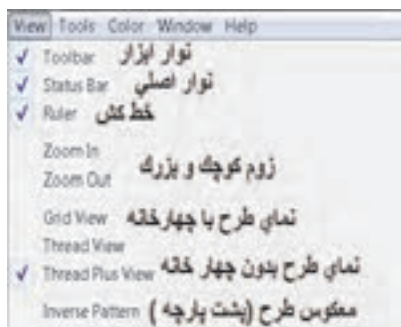 View Tools Color Window Help
Toolbar نوار ابزار
Status Bar نوار اصلي
Ruler خط كش
Zoom In
زوم كوچك و بزرگ
Zoom Out
Grid View نماي طرح با چهارخانه
Thread View
Thread Plus View نماي طرح بدون چهار خانه
Inverse Pattern معكوس طرح (پشت پارچه )